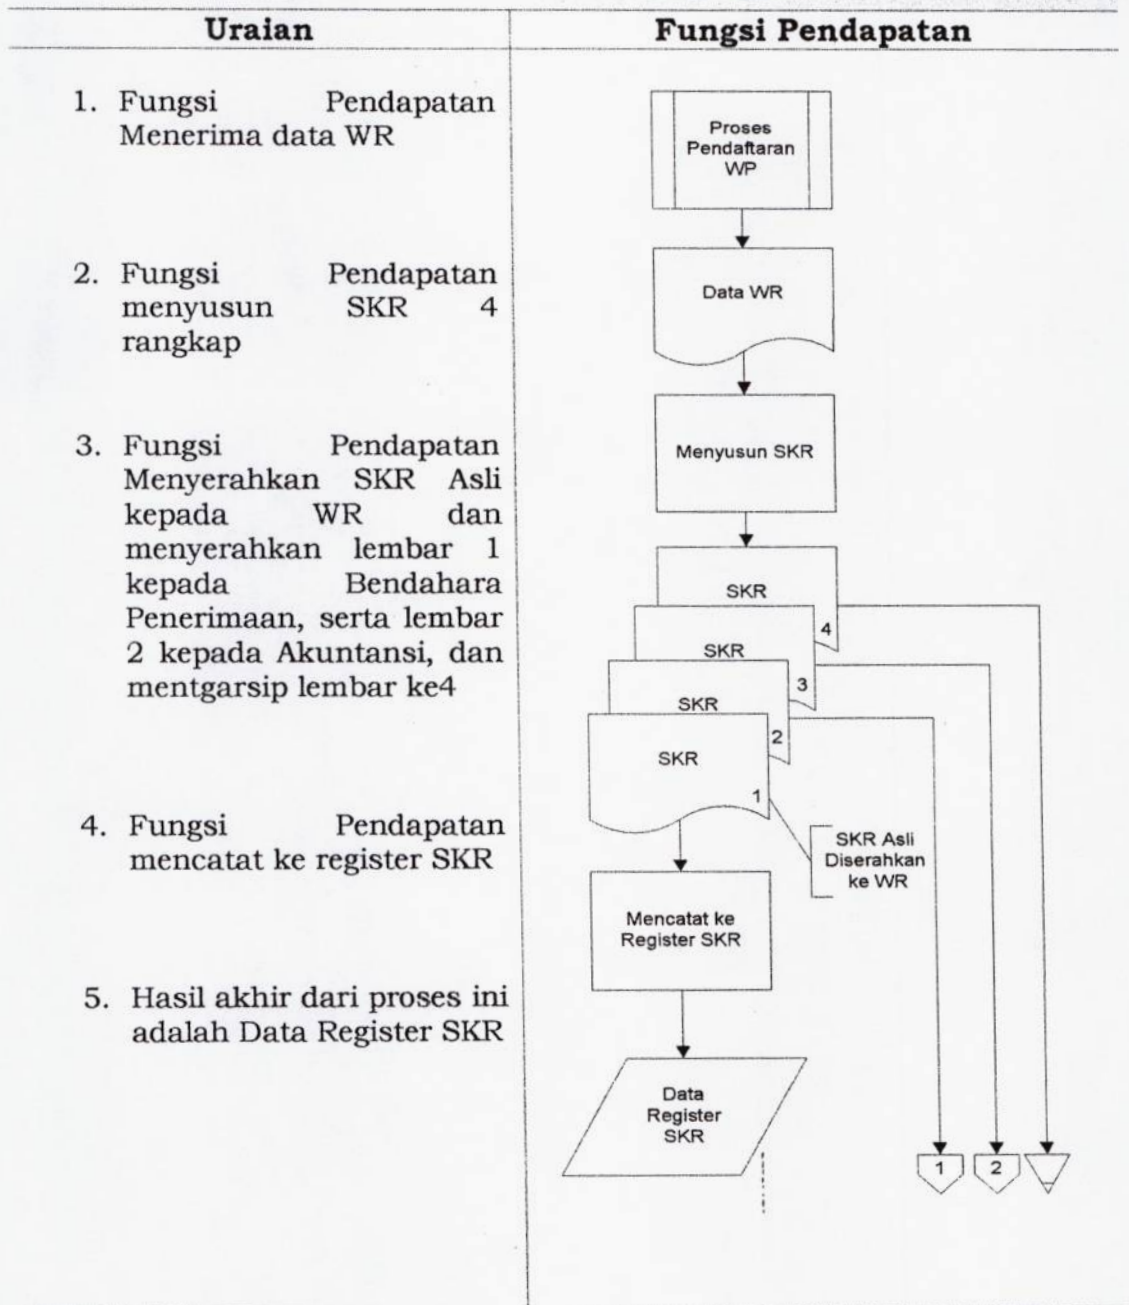 Uraian
Fungsi Pendapatan
1. Fungsi Pendapatan
Menerima data WR
2. Fungsi Pendapatan
menyusun SKR 4
rangkap
3. Fungsi Pendapatan
Menyerahkan SKR Asli
kepada WR dan
menyerahkan lembar 1
kepada Bendahara
Penerimaan, serta lembar
2 kepada Akuntansi, dan
mentgarsip lembar ke4
4. Fungsi Pendapatan
mencatat ke register SKR
5. Hasil akhir dari proses ini
adalah Data Register SKR
Proses
Pendaftaran
WP
Data WR
Menyusun SKR
SKR
4
SKR
3
SKR
2
SKR
1
SKR Asli
Diserahkan
ke WR
Mencatat ke
Register SKR
Data
Register
SKR
1
2